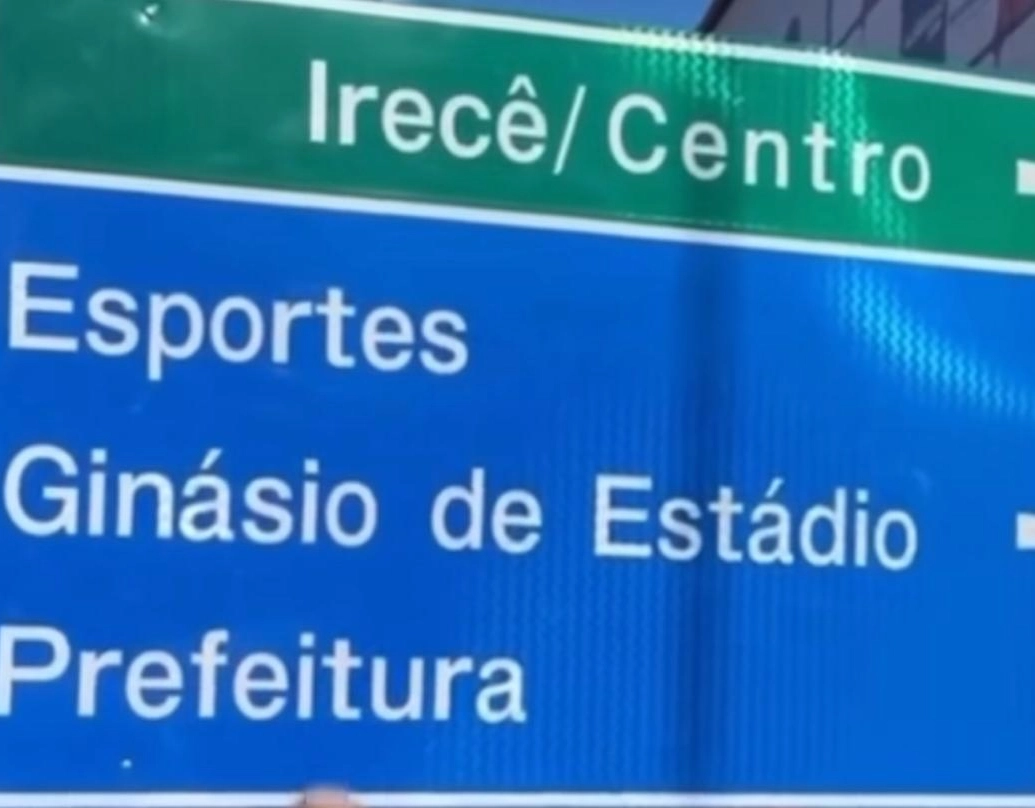 Irecê/Centro
Esportes
Ginásio de Estádio
Prefeitura